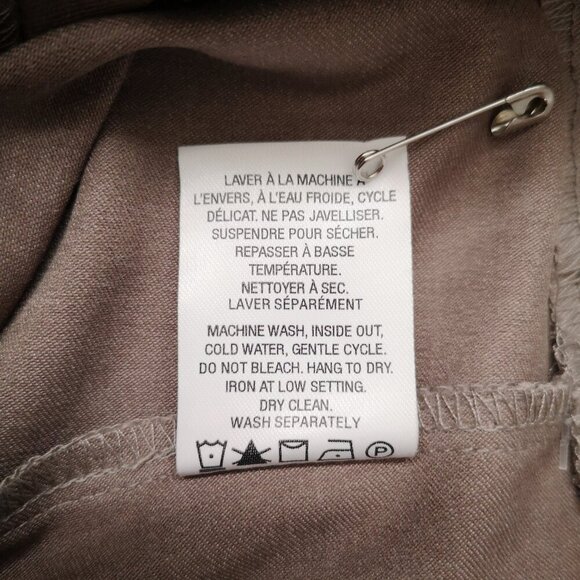 LAVER À LA MACHINE À
L'ENVERS, À L'EAU FROIDE, CYCLE
DÉLICAT. NE PAS JAVELLISER.
SUSPENDRE POUR SÉCHER.
REPASSER À BASSE
TEMPÉRATURE.
NETTOYER À SEC.
LAVER SÉPARÉMENT
MACHINE WASH, INSIDE OUT,
COLD WATER, GENTLE CYCLE.
DO NOT BLEACH. HANG TO DRY.
IRON AT LOW SETTING.
DRY CLEAN.
WASH SEPARATELY
P